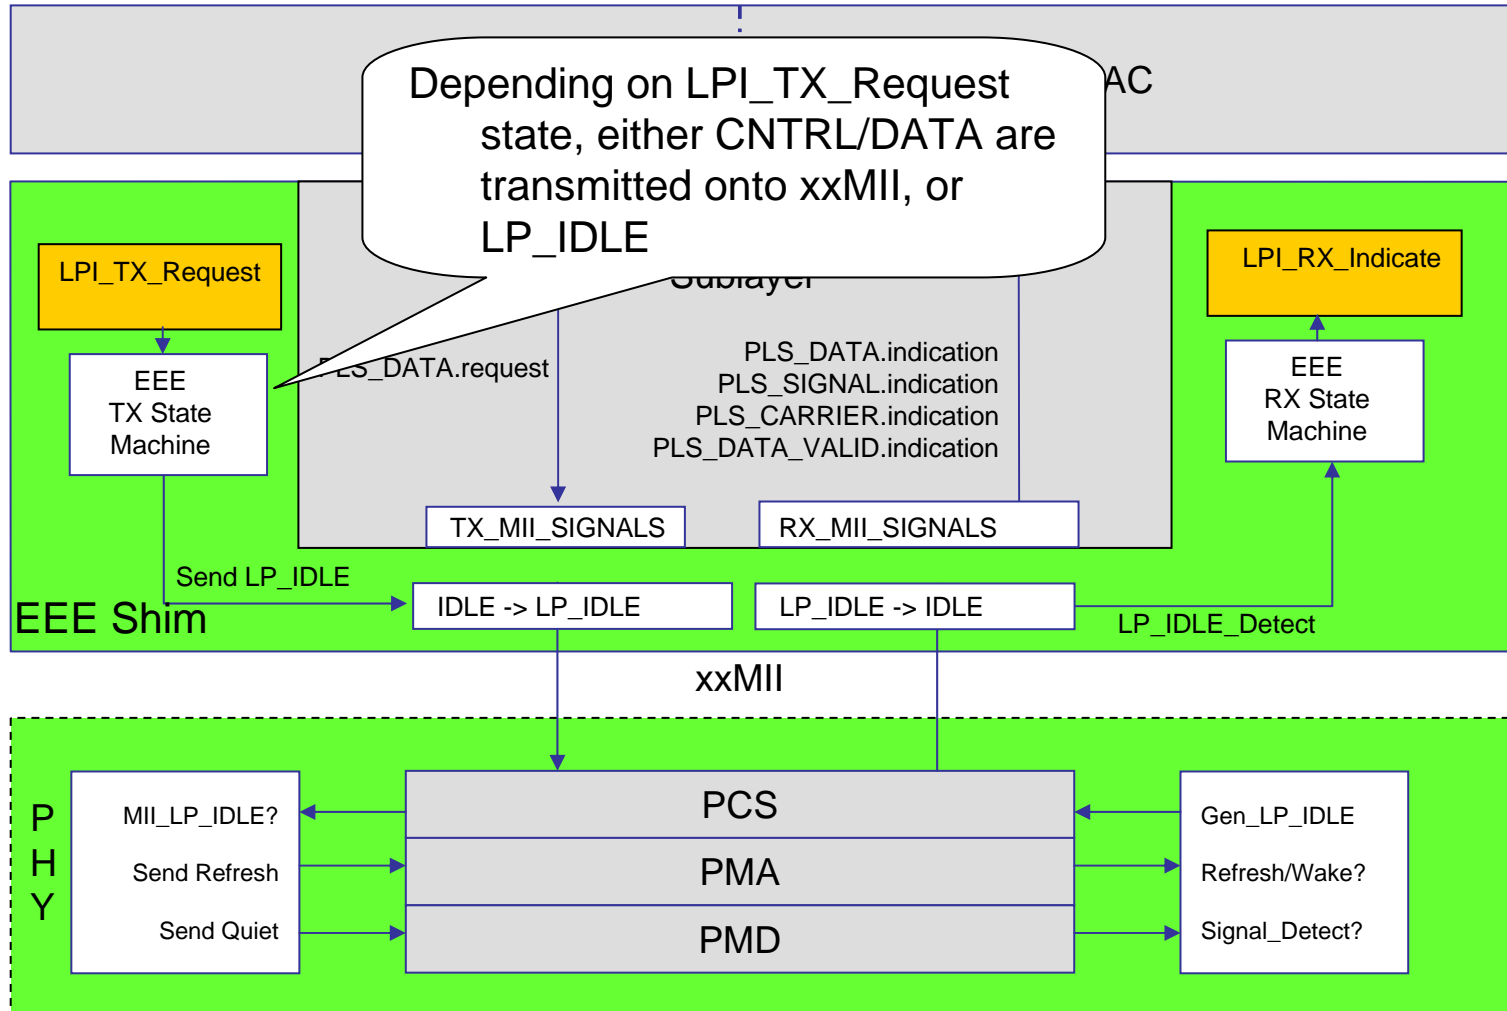 Depending on LPI_TX_Request
state, either CNTRL/DATA are
transmitted onto xxMII, or
LP_IDLE
LPI_TX_Request
LPI_RX_Indicate
EEE
TX State
Machine
PLS_DATA.indication
PLS_SIGNAL.indication
PLS_CARRIER.indication
PLS_DATA_VALID.indication
EEE
RX State
Machine
TX_MII_SIGNALS
RX_MII_SIGNALS
Send LP_IDLE
IDLE -> LP_IDLE
LP_IDLE -> IDLE
LP_IDLE_Detect
EEE Shim
xxMII
P
H
Y
MII_LP_IDLE?
Send Refresh
Send Quiet
PCS
PMA
PMD
Gen_LP_IDLE
Refresh/Wake?
Signal_Detect?